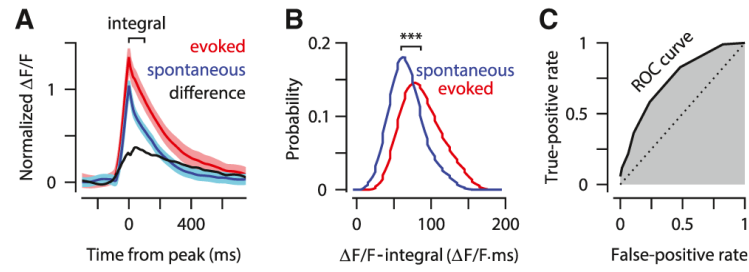 A
integral
evoked
spontaneous
difference
Normalized ΔF/F
1
0
0
400
Time from peak (ms)
B
***
spontaneous
evoked
Probability
0.2
0.1
0
0
100
200
ΔF/F-integral (ΔF/F·ms)
C
ROC curve
True-positive rate
1
0.5
0
0
0.5
1
False-positive rate